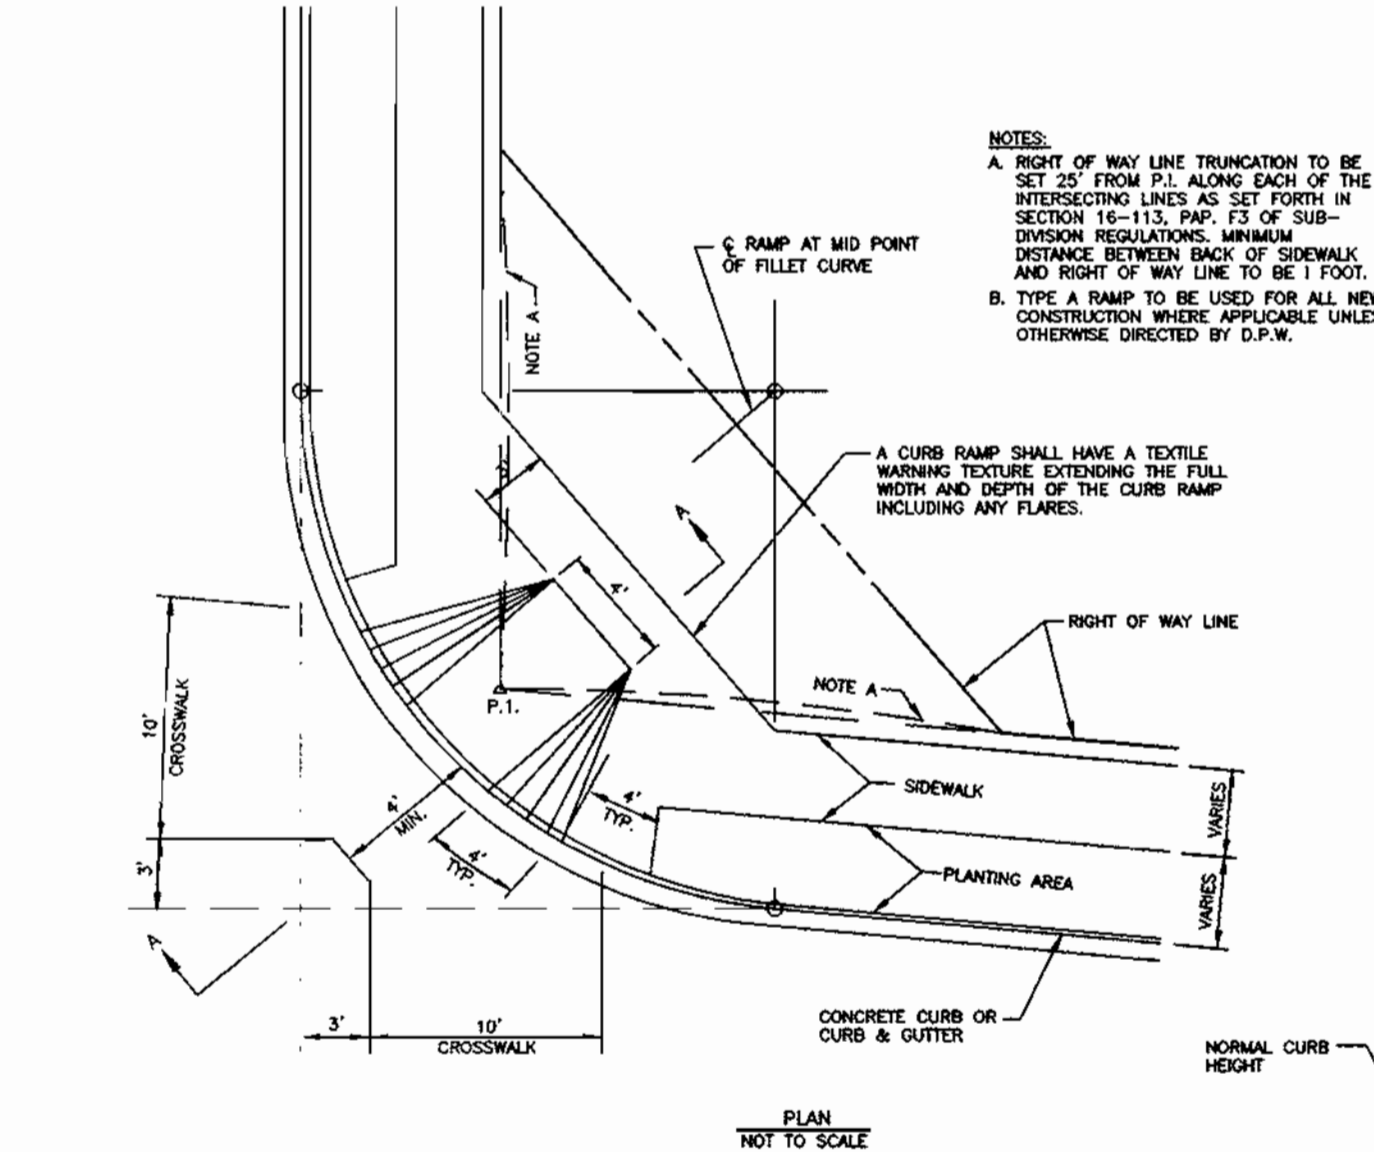 NOTES:
A. RIGHT OF WAY LINE TRUNCATION TO BE
SET 25' FROM P.I. ALONG EACH OF THE
INTERSECTING LINES AS SET FORTH IN
SECTION 16-113, PAP. F3 OF SUB-
DIVISION REGULATIONS. MINIMUM
DISTANCE BETWEEN BACK OF SIDEWALK
AND RIGHT OF WAY LINE TO BE 1 FOOT.
B. TYPE A RAMP TO BE USED FOR ALL NEW
CONSTRUCTION WHERE APPLICABLE UNLES
OTHERWISE DIRECTED BY D.P.W.
℄ RAMP AT MID POINT
OF FILLET CURVE
NOTE A
A CURB RAMP SHALL HAVE A TEXTILE
WARNING TEXTURE EXTENDING THE FULL
WIDTH AND DEPTH OF THE CURB RAMP
INCLUDING ANY FLARES.
3'
A
4'
RIGHT OF WAY LINE
NOTE A
P.1.
10'
CROSSWALK
SIDEWALK
VARIES
4'
TYP.
4'
MIN.
4'
TYP.
3'
PLANTING AREA
VARIES
A
3'
10'
CROSSWALK
CONCRETE CURB OR
CURB & GUTTER
NORMAL CURB
HEIGHT
PLAN
NOT TO SCALE